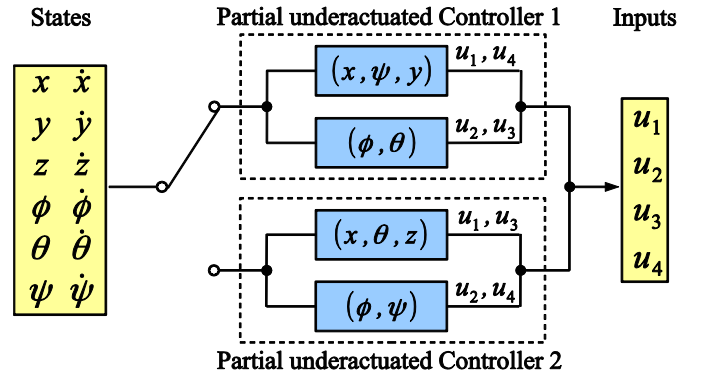 States
Partial underactuated Controller 1
Inputs
x ẋ
y ẏ
z ż
ϕ ϕ̇
θ θ̇
ψ ψ̇
(x, ψ, y)
u₁, u₄
(ϕ, θ)
u₂, u₃
(x, θ, z)
u₁, u₃
(ϕ, ψ)
u₂, u₄
u₁
u₂
u₃
u₄
Partial underactuated Controller 2